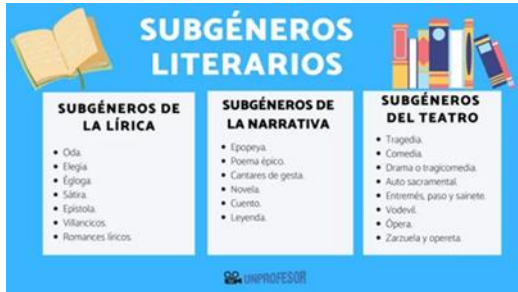 SUBGÉNEROS
LITERARIOS
SUBGÉNEROS DE
LA LÍRICA
• Oda.
• Elegía.
• Égloga.
• Sátira.
• Epístola.
• Villancicos.
• Romances líricos.
SUBGÉNEROS DE
LA NARRATIVA
• Epopeya.
• Poema épico.
• Cantares de gesta.
• Novela.
• Cuento.
• Leyenda.
SUBGÉNEROS
DEL TEATRO
• Tragedia.
• Comedia.
• Drama o tragicomedia.
• Auto sacramental.
• Entremés, paso y sainete.
• Vodevil.
• Ópera.
• Zarzuela y opereta.
UNPROFESOR